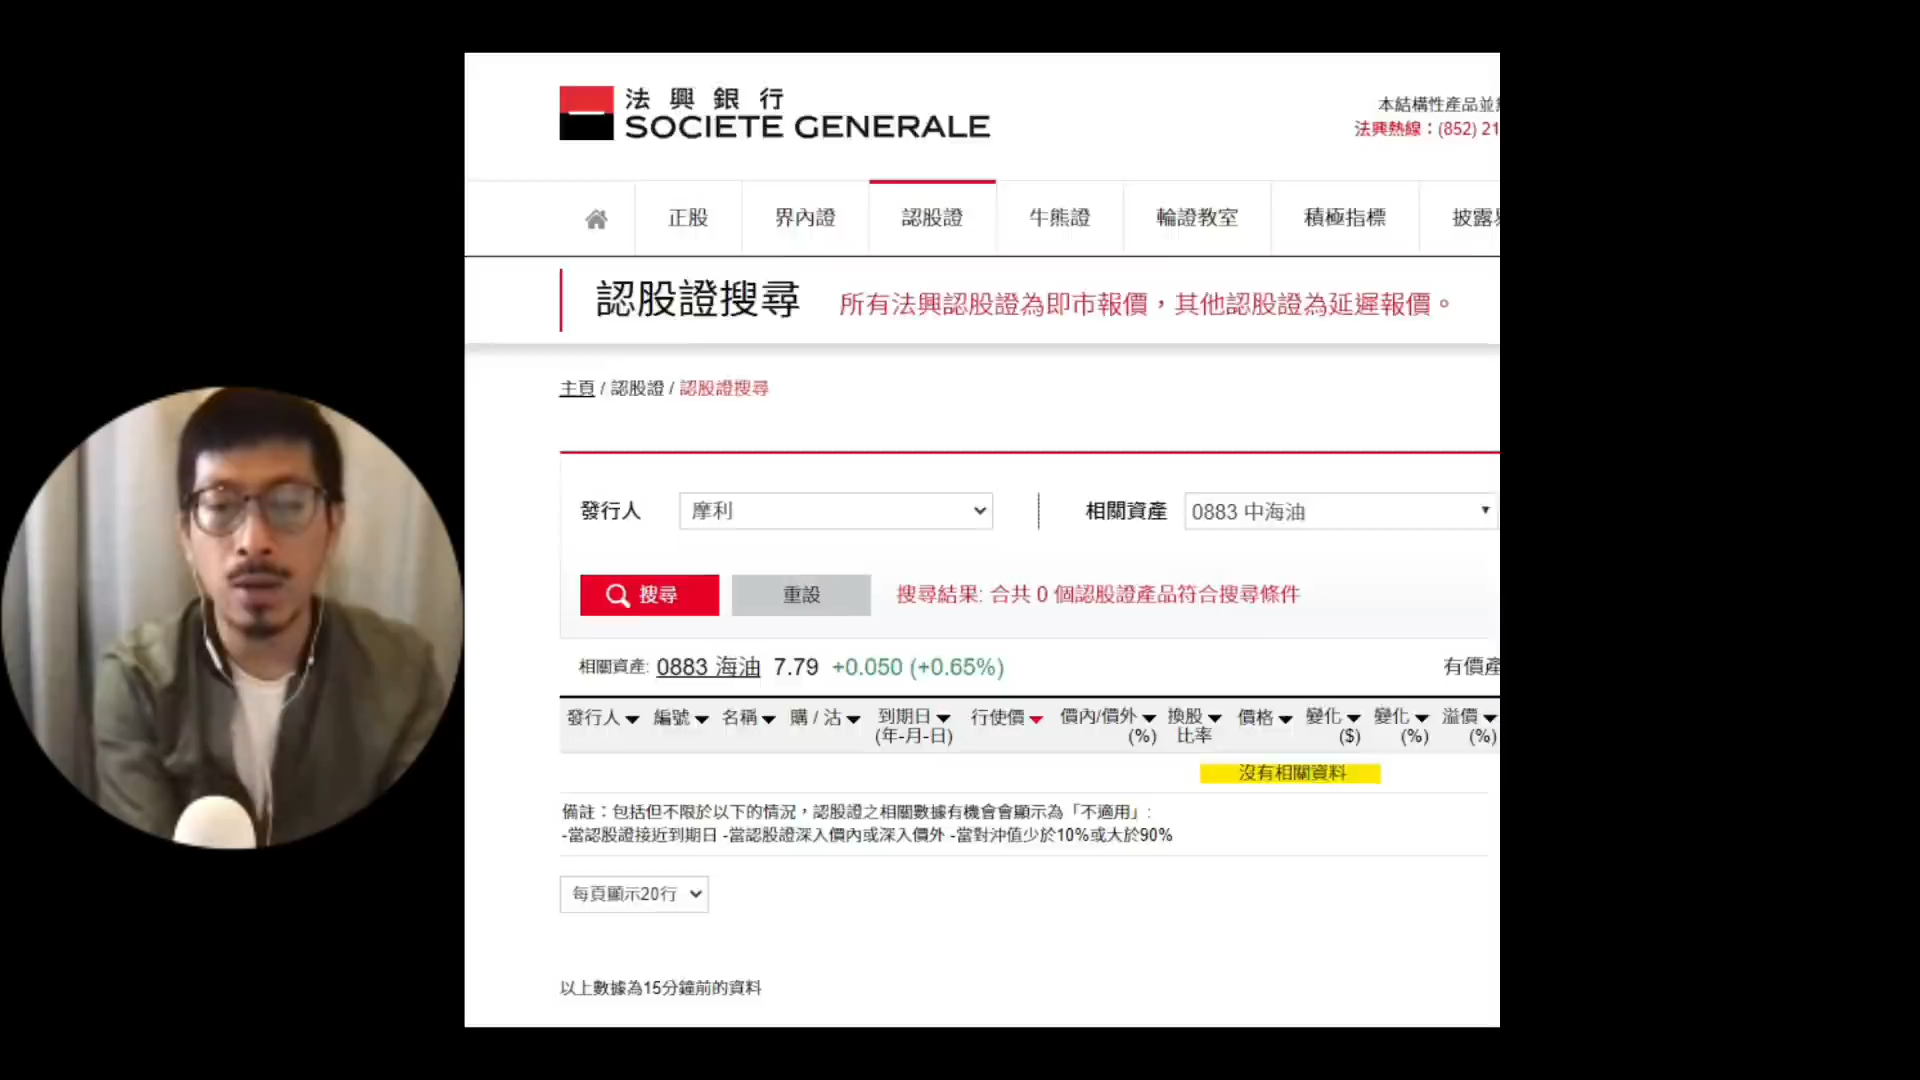 法興銀行
SOCIETE GENERALE
本結構性產品並
法興熱線：(852) 21
正股 界內證 認股證 牛熊證 輪證教室 積極指標 披露
認股證搜尋 所有法興認股證為即市報價，其他認股證為延遲報價。
主頁 / 認股證 / 認股證搜尋
發行人 摩利 相關資產 0883 中海油
搜尋 重設 搜尋結果: 合共 0 個認股證產品符合搜尋條件
相關資產: 0883 海油 7.79 +0.050 (+0.65%) 有價
發行人 編號 名稱 購 / 沽 到期日 行使價 價內/價外 換股 價格 變化 變化 溢價
(年-月-日) (%) 比率 ($) (%) (%)
沒有相關資料
備註：包括但不限於以下的情況，認股證之相關數據有機會會顯示為「不適用」:
-當認股證接近到期日 -當認股證深入價內或深入價外 -當對沖值少於10%或大於90%
每頁顯示20行
以上數據為15分鐘前的資料